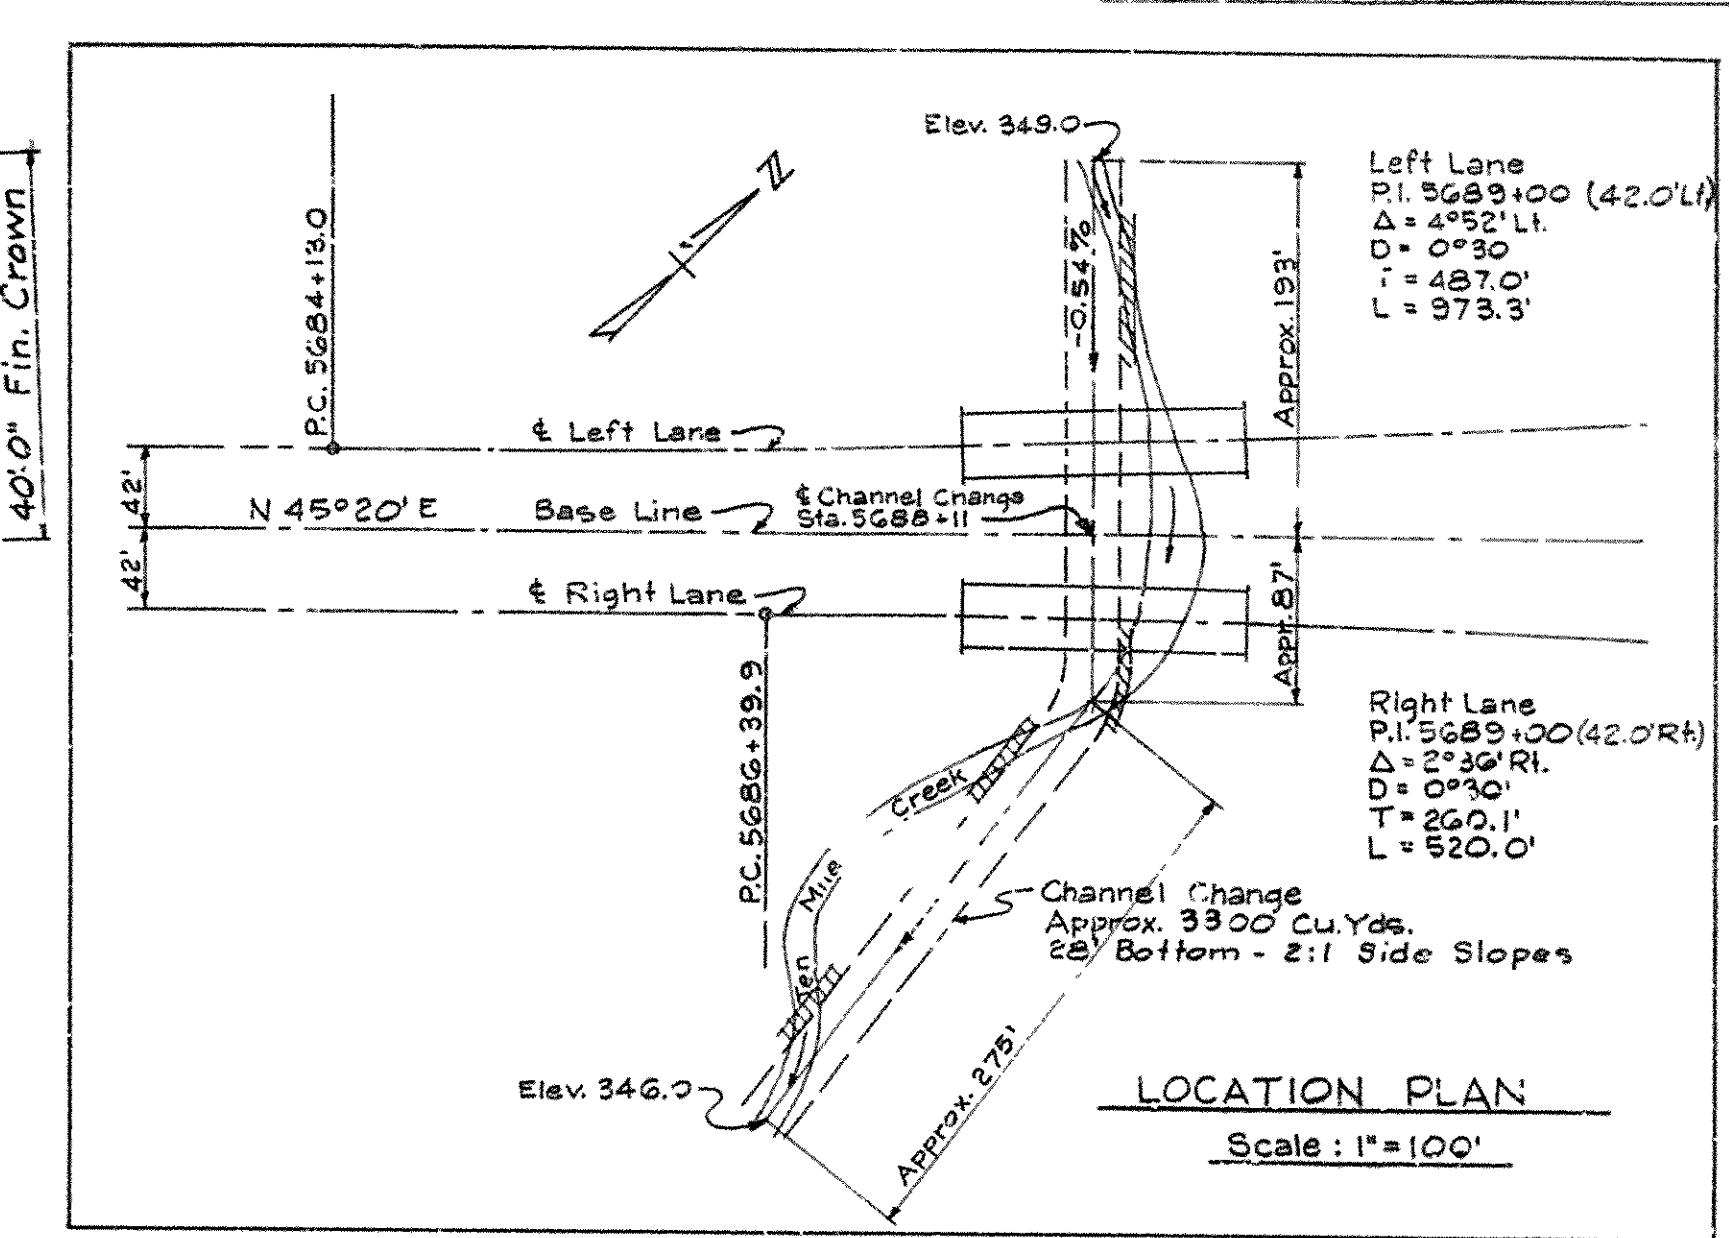 40'-0" Fin. Crown
Elev. 349.0
N
P.C. 5684+13.0
-0.54%
Approx. 193'
Left Lane
P.I. 5689+00 (42.0'Lt)
Δ = 4°52' Lt.
D = 0°30
T = 487.0'
L = 973.3'
℄ Left Lane
42'
N 45°20' E
Base Line
℄ Channel Change
Sta. 5688+11
42'
℄ Right Lane
Appr. 87'
P.C. 5686+39.9
Right Lane
P.I. 5689+00 (42.0'Rt)
Δ = 2°36' Rt.
D = 0°30'
T = 260.1'
L = 520.0'
Ten Mile Creek
Channel Change
Approx. 3300 Cu.Yds.
28' Bottom - 2:1 Side Slopes
Elev. 346.0
Approx. 275'
LOCATION PLAN
Scale : 1"=100'